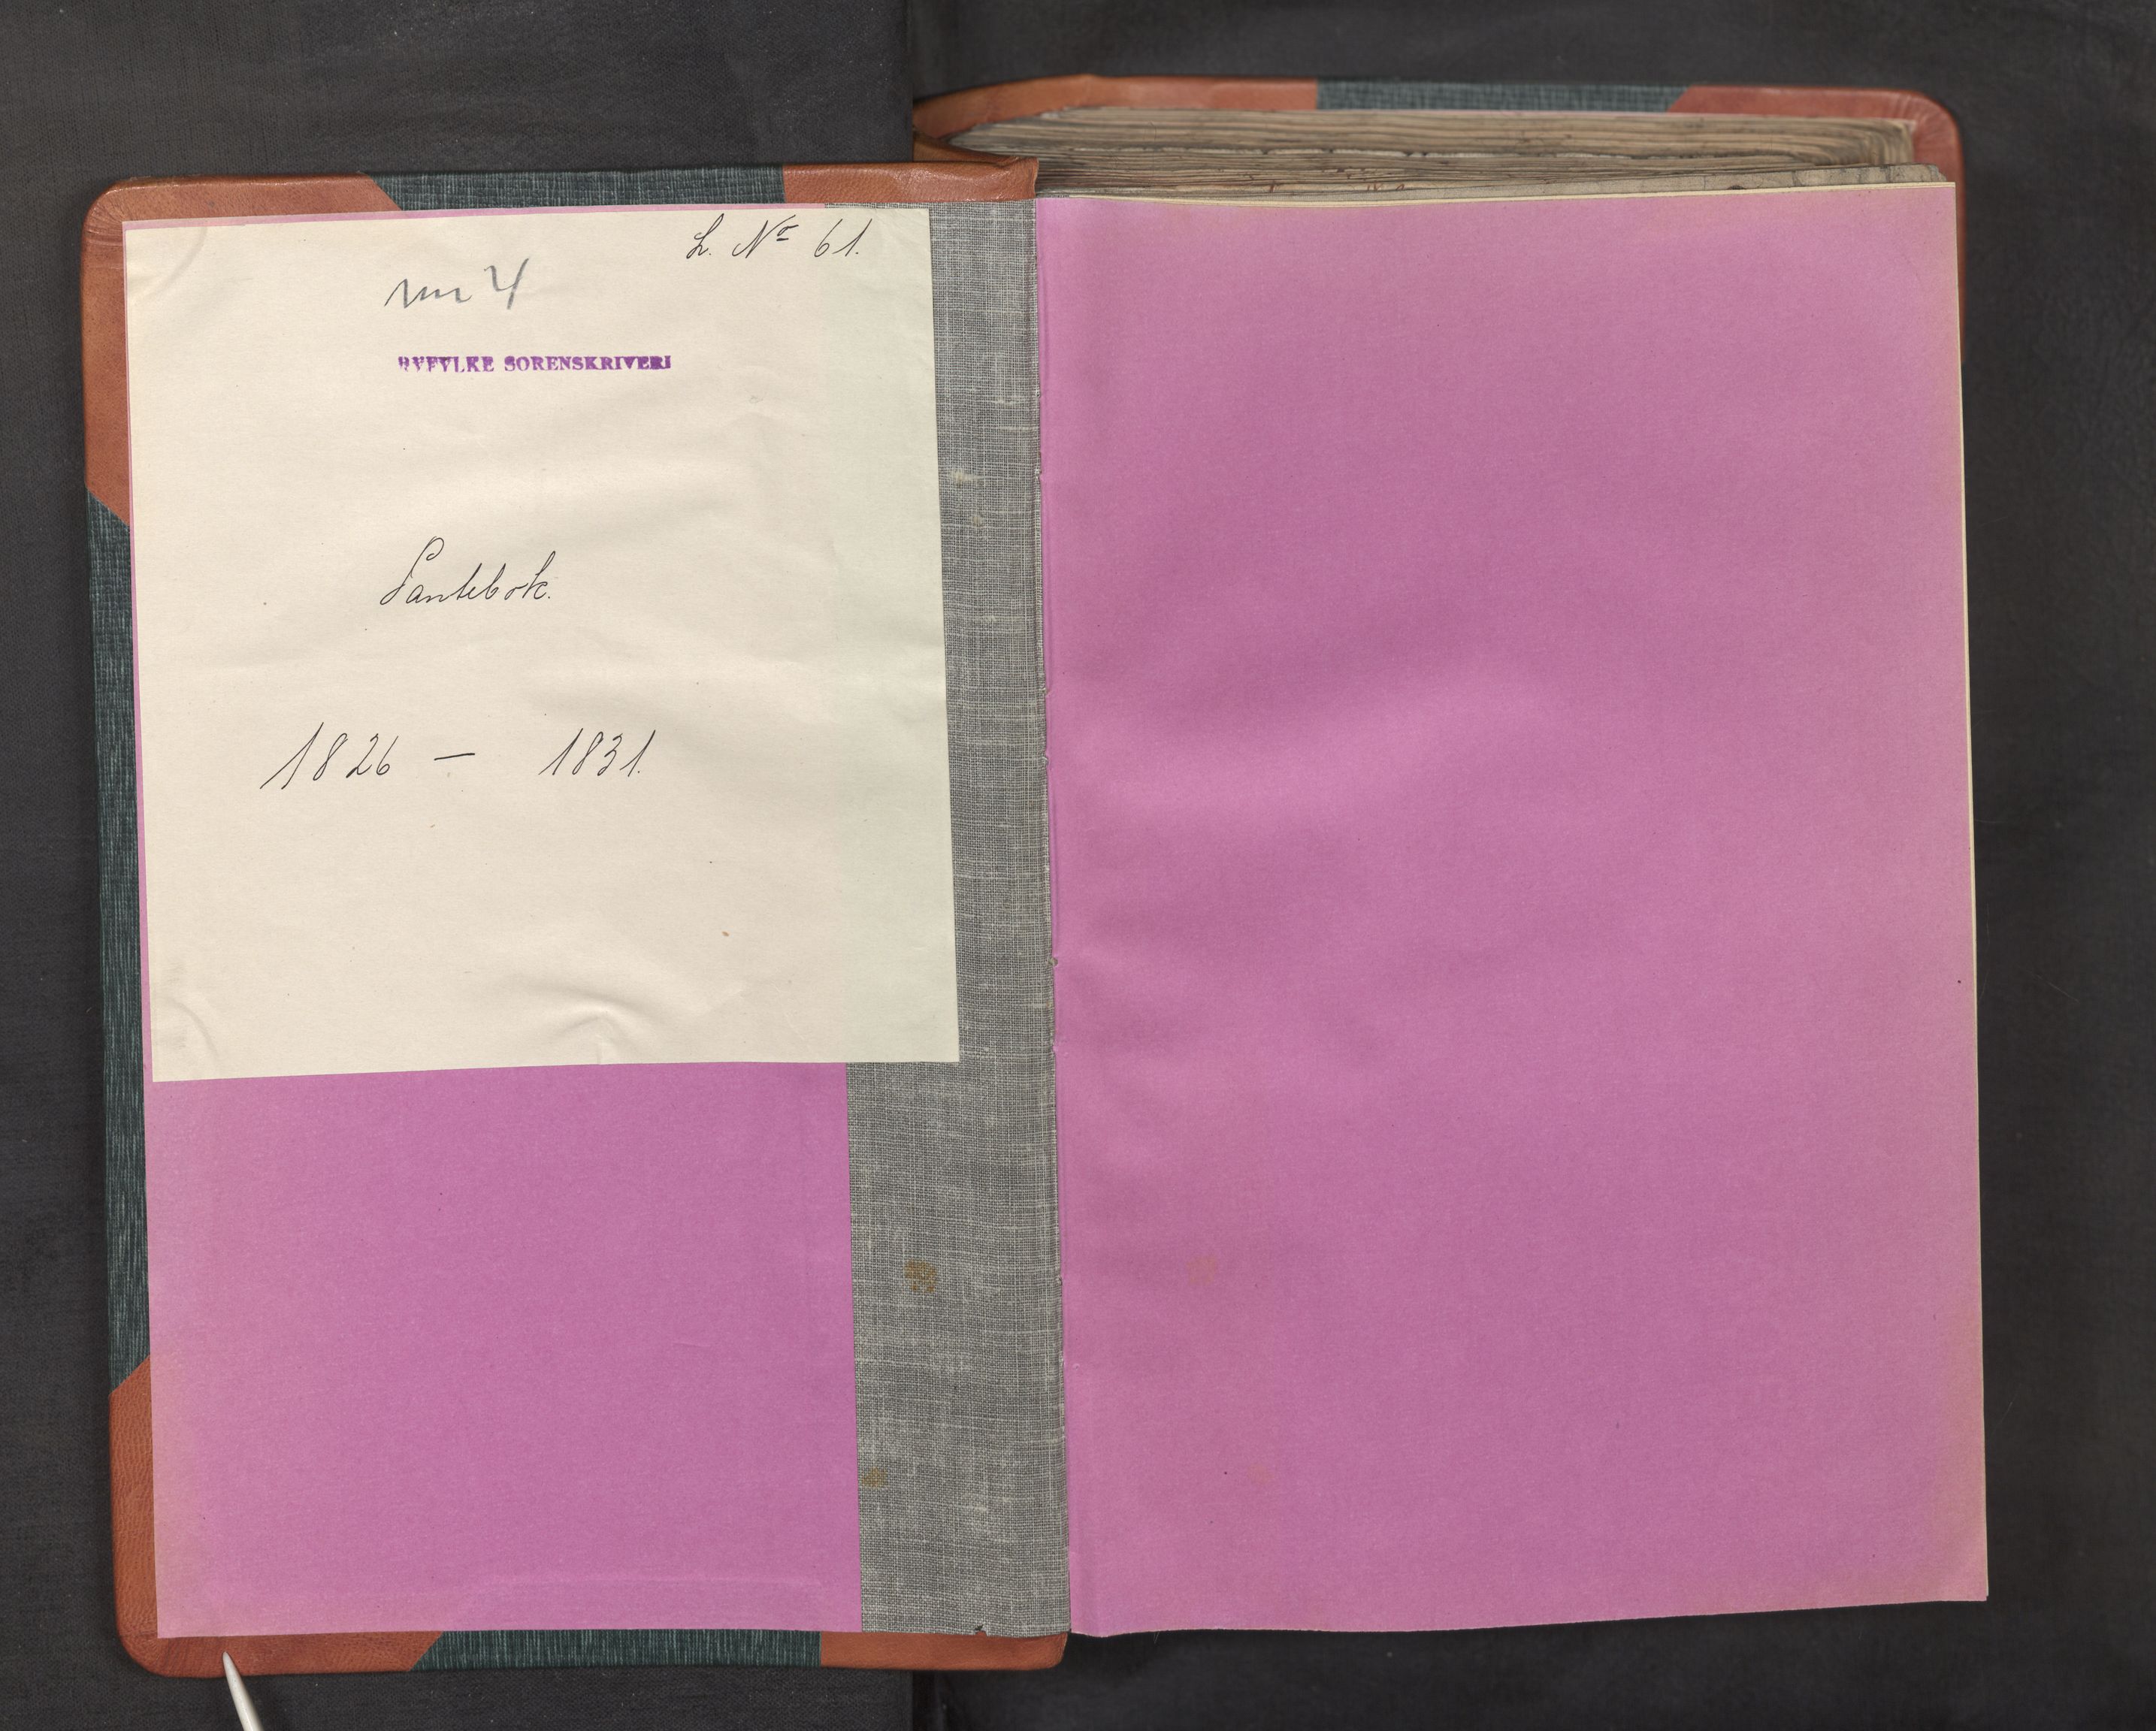 L. No 61.
nr 4
RYFYLKE SORENSKRIVERI
Pantebok.
1826 — 1831.